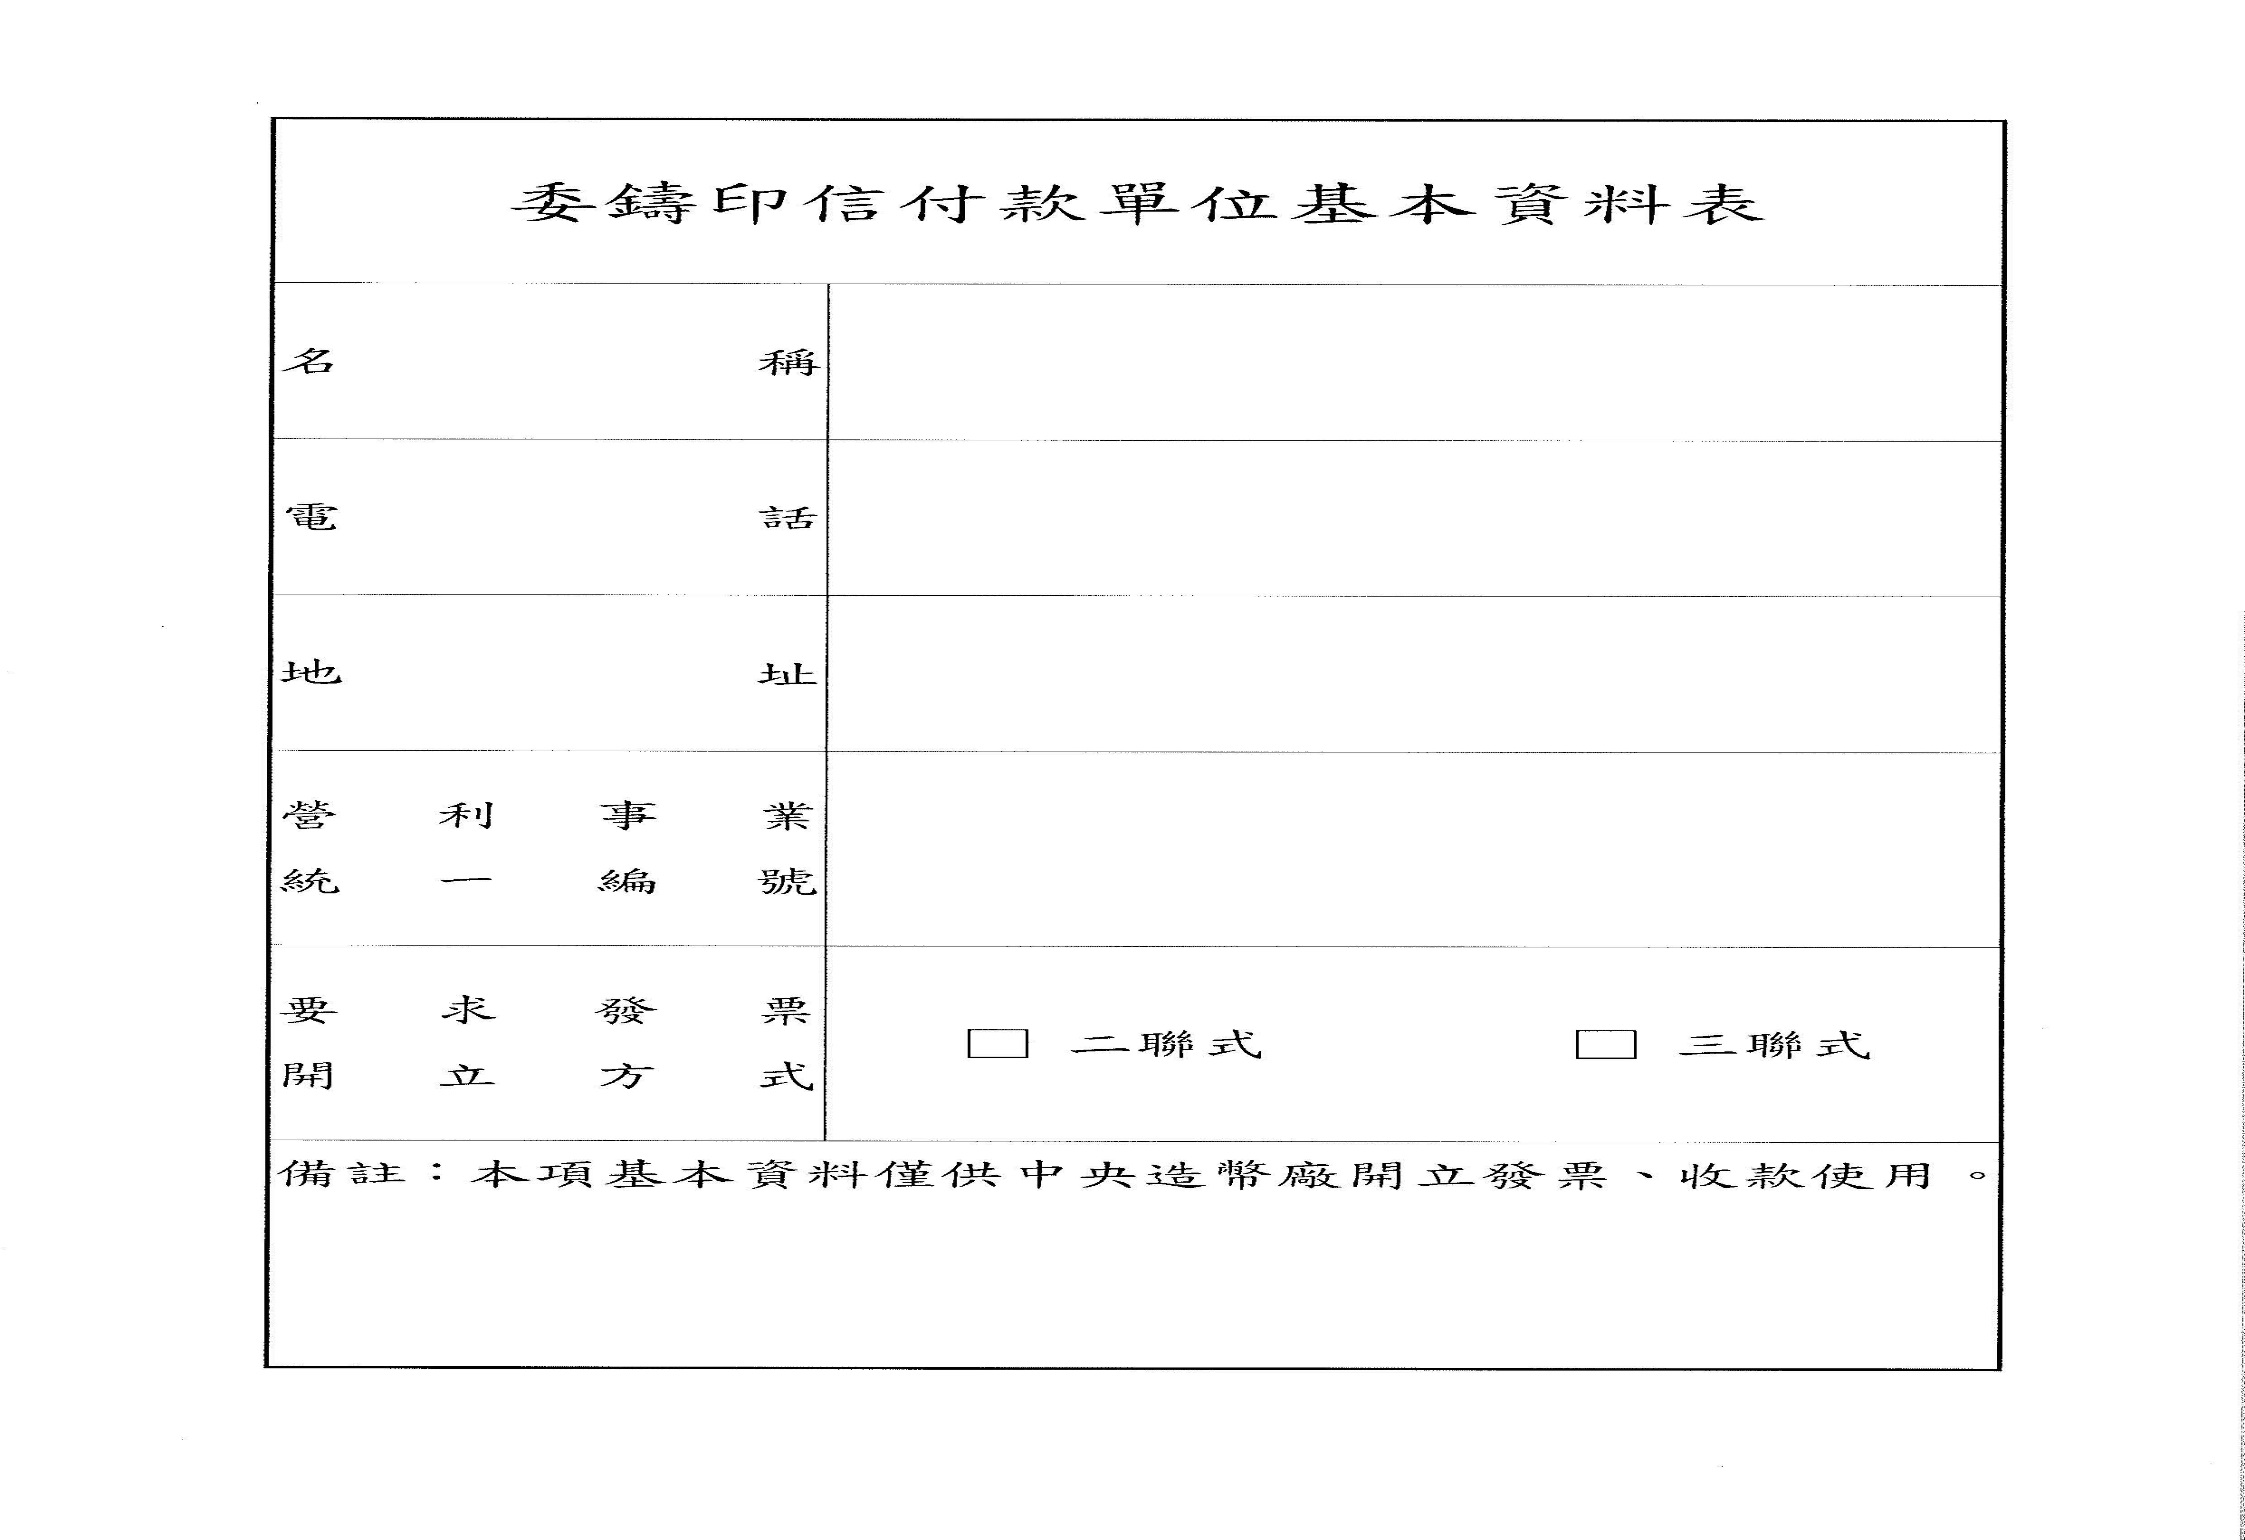 委鑄印信付款單位基本資料表
名稱
電話
地址
營利事業
統一編號
要求發票
開立方式
□ 二聯式 □ 三聯式
備註：本項基本資料僅供中央造幣廠開立發票、收款使用。